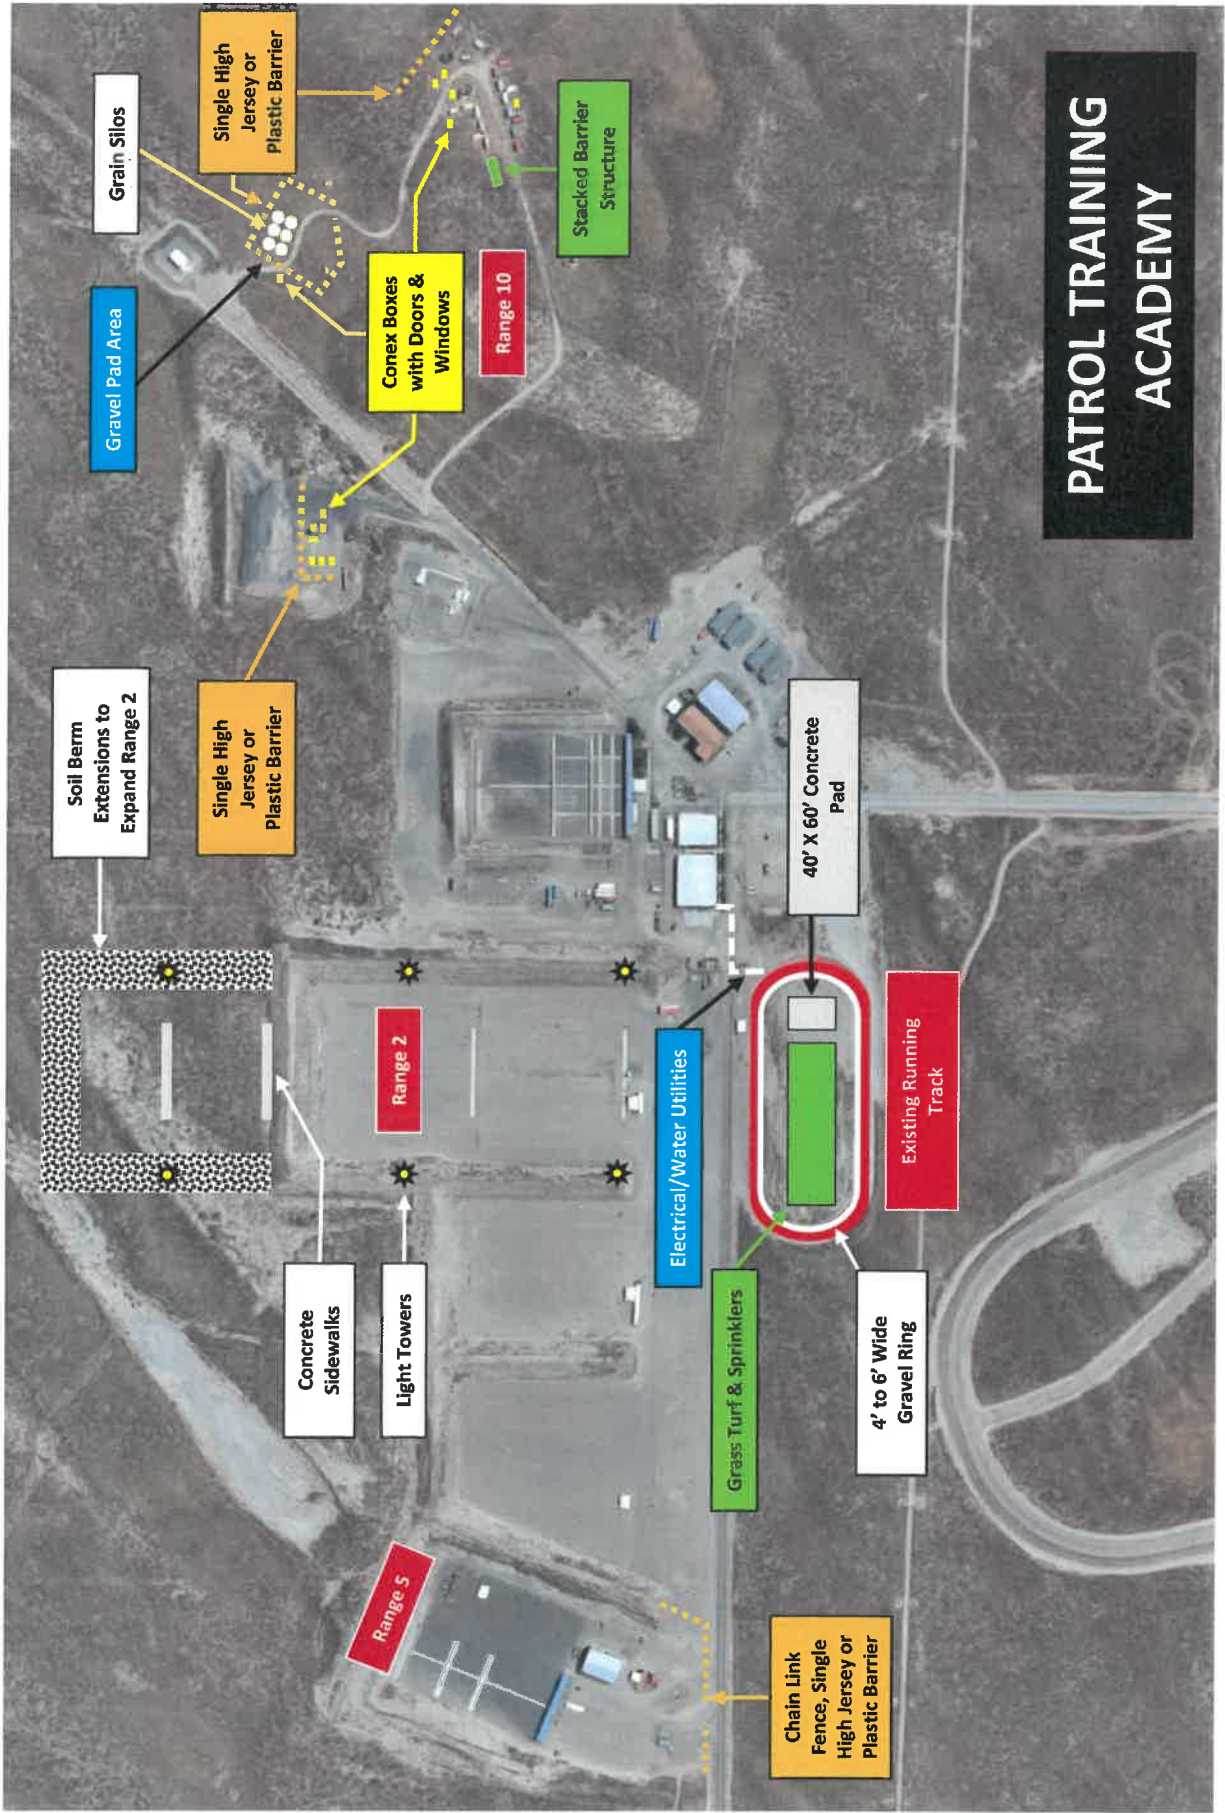 Soil Berm
Extensions to
Expand Range 2
Gravel Pad Area
Grain Silos
Single High
Jersey or
Plastic Barrier
Single High
Jersey or
Plastic Barrier
Conex Boxes
with Doors &
Windows
Range 10
Stacked Barrier
Structure
Concrete
Sidewalks
Light Towers
Range 2
Range 5
Electrical/Water Utilities
40' X 60' Concrete
Pad
Grass Turf & Sprinklers
4' to 6' Wide
Gravel Ring
Existing Running
Track
Chain Link
Fence, Single
High Jersey or
Plastic Barrier
PATROL TRAINING
ACADEMY